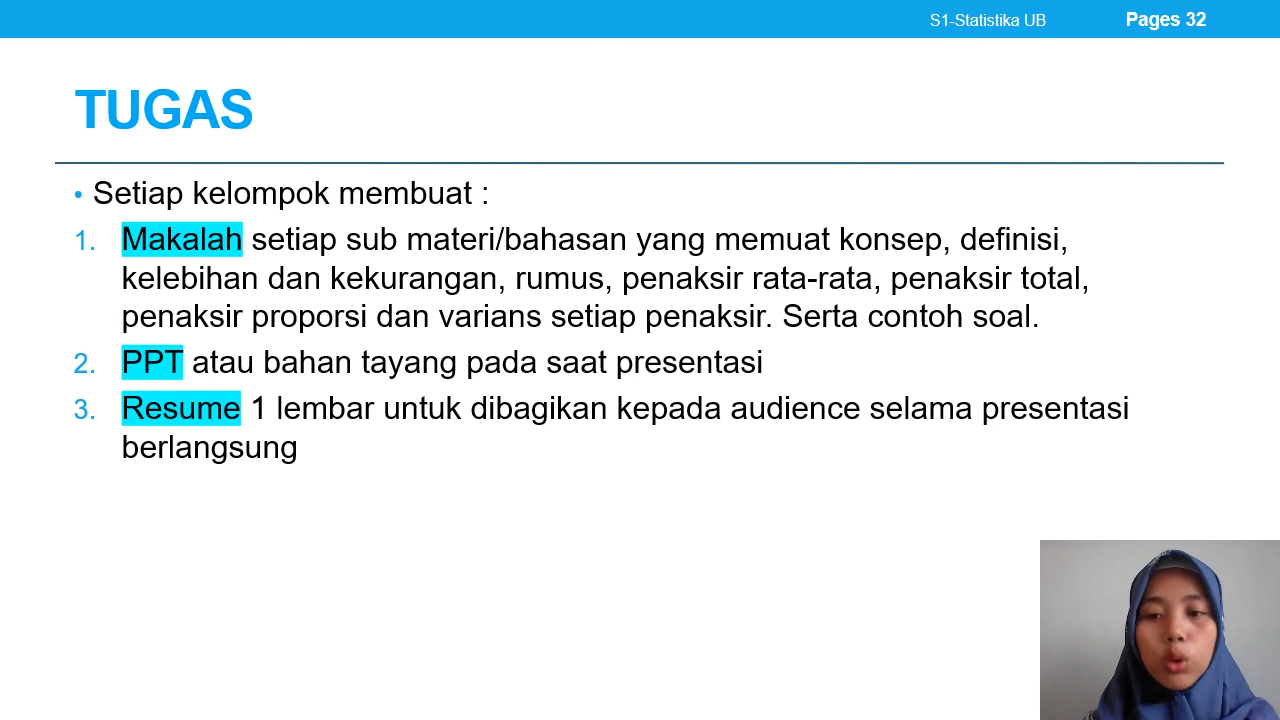 S1-Statistika UB
Pages 32
TUGAS
• Setiap kelompok membuat :
1. Makalah setiap sub materi/bahasan yang memuat konsep, definisi,
kelebihan dan kekurangan, rumus, penaksir rata-rata, penaksir total,
penaksir proporsi dan varians setiap penaksir. Serta contoh soal.
2. PPT atau bahan tayang pada saat presentasi
3. Resume 1 lembar untuk dibagikan kepada audience selama presentasi
berlangsung